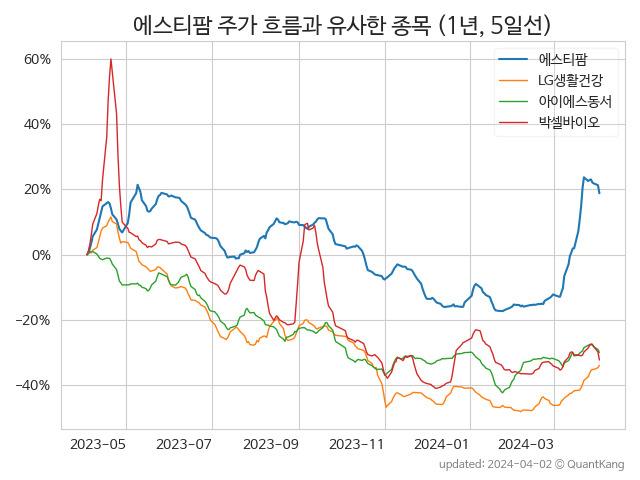 에스티팜 주가 흐름과 유사한 종목 (1년, 5일선)
에스티팜
LG생활건강
아이에스동서
박셀바이오
60%
40%
20%
0%
−20%
−40%
2023-05 2023-07 2023-09 2023-11 2024-01 2024-03
updated: 2024-04-02 © QuantKang